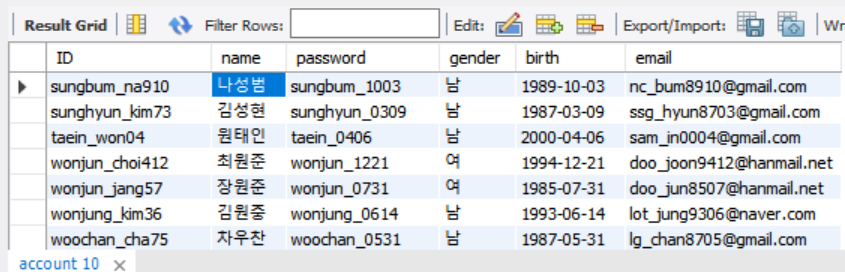 Result Grid Filter Rows: Edit: Export/Import: Wr
ID name password gender birth email
sungbum_na910 나성범 sungbum_1003 남 1989-10-03 nc_bum8910@gmail.com
sunghyun_kim73 김성현 sunghyun_0309 남 1987-03-09 ssg_hyun8703@gmail.com
taein_won04 원태인 taein_0406 남 2000-04-06 sam_in0004@gmail.com
wonjun_choi412 최원준 wonjun_1221 여 1994-12-21 doo_joon9412@hanmail.net
wonjun_jang57 장원준 wonjun_0731 여 1985-07-31 doo_jun8507@hanmail.net
wonjung_kim36 김원중 wonjung_0614 남 1993-06-14 lot_jung9306@naver.com
woochan_cha75 차우찬 woochan_0531 남 1987-05-31 lg_chan8705@gmail.com
account 10